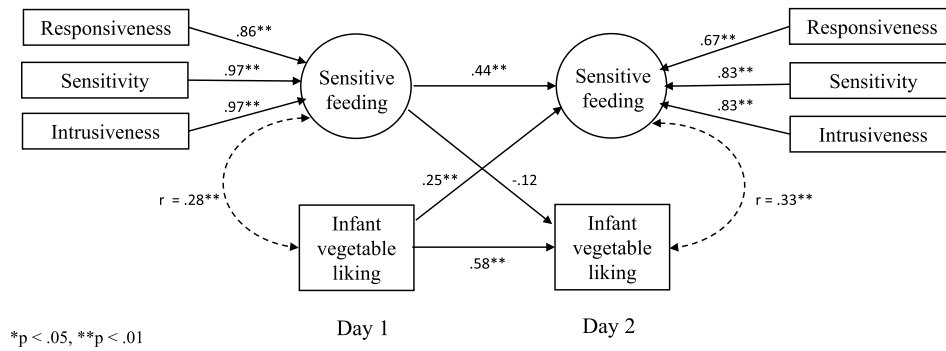 Responsiveness
Sensitivity
Intrusiveness
.86**
.97**
.97**
Sensitive
feeding
.44**
Sensitive
feeding
.67**
.83**
.83**
Responsiveness
Sensitivity
Intrusiveness
r = .28**
.25**
-.12
r = .33**
Infant
vegetable
liking
.58**
Infant
vegetable
liking
Day 1
Day 2
*p < .05, **p < .01